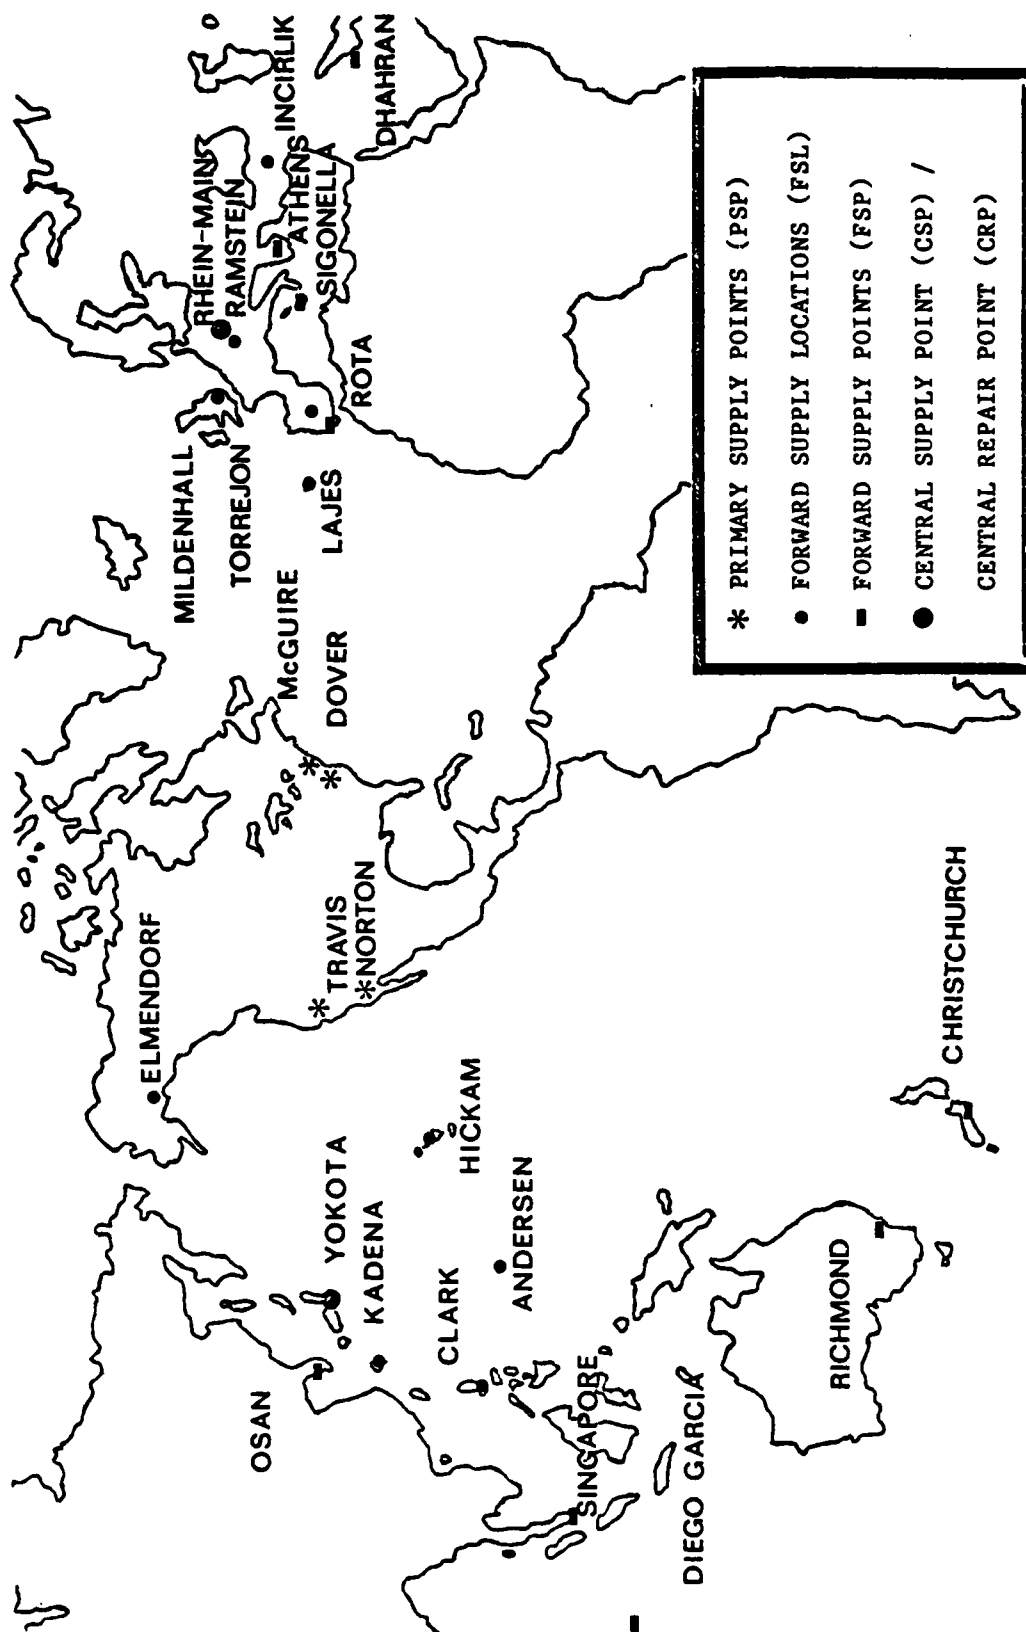 ELMENDORF
OSAN
YOKOTA
KADENA
CLARK
HICKAM
ANDERSEN
SINGAPORE
DIEGO GARCIA
RICHMOND
CHRISTCHURCH
TRAVIS
NORTON
McGUIRE
DOVER
MILDENHALL
TORREJON
LAJES
ROTA
RHEIN-MAIN
RAMSTEIN
INCIRLIK
ATHENS
SIGONELLA
DHAHRAN
* PRIMARY SUPPLY POINTS (PSP)
● FORWARD SUPPLY LOCATIONS (FSL)
■ FORWARD SUPPLY POINTS (FSP)
● CENTRAL SUPPLY POINT (CSP) /
CENTRAL REPAIR POINT (CRP)